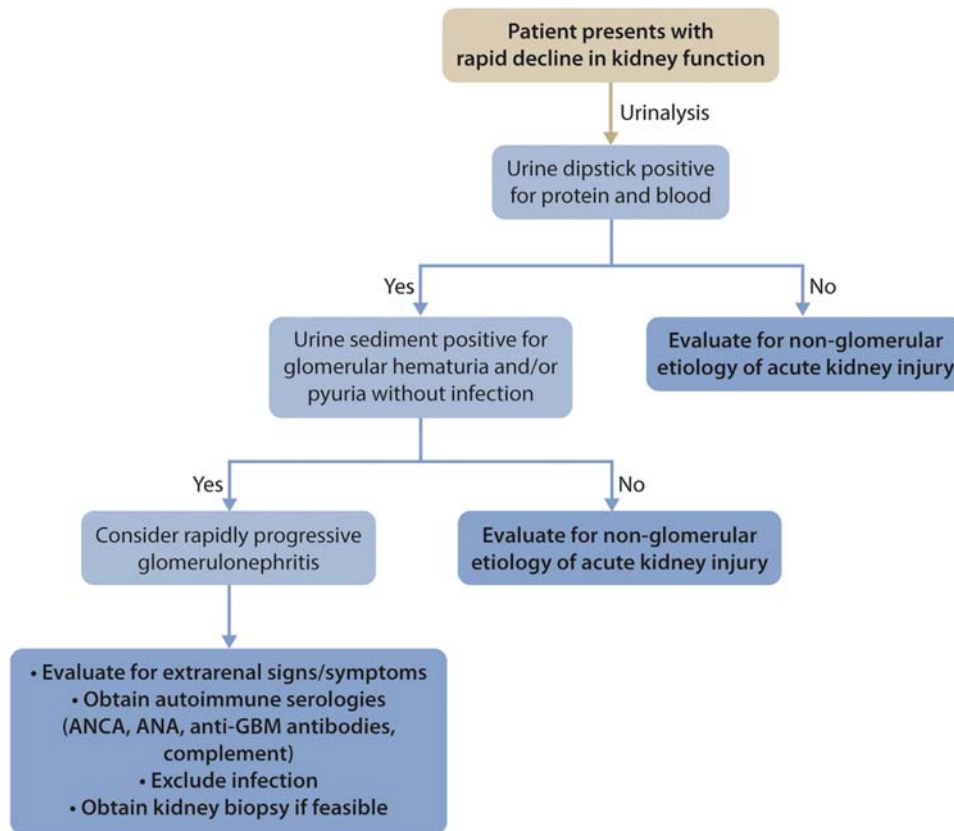 Patient presents with
rapid decline in kidney function
Urinalysis
Urine dipstick positive
for protein and blood
Yes
No
Urine sediment positive for
glomerular hematuria and/or
pyuria without infection
Evaluate for non-glomerular
etiology of acute kidney injury
Yes
No
Consider rapidly progressive
glomerulonephritis
Evaluate for non-glomerular
etiology of acute kidney injury
• Evaluate for extrarenal signs/symptoms
• Obtain autoimmune serologies
(ANCA, ANA, anti-GBM antibodies,
complement)
• Exclude infection
• Obtain kidney biopsy if feasible